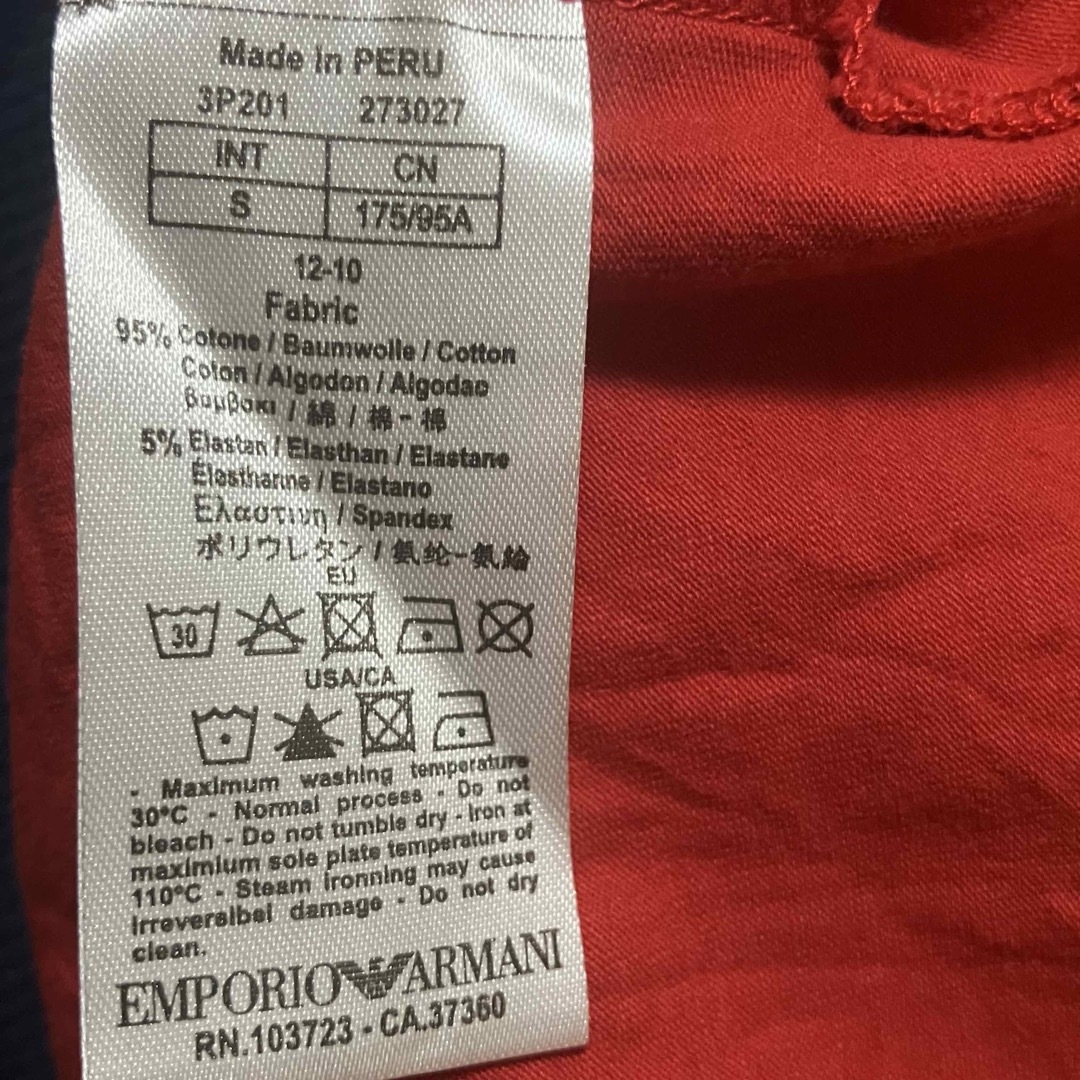 Made in PERU
3P201 273027
INT CN
S 175/95A
12-10
Fabric
95% Cotone / Baumwolle / Cotton
Coton / Algodon / Algodao
βαμβακι / 綿 / 棉 - 棉
5% Elastan / Elasthan / Elastane
Elasthanne / Elastano
Ελαστινη / Spandex
ポリウレタン / 氨纶-氨綸
EU
30
USA/CA
- Maximum washing temperature
30°C - Normal process - Do not
bleach - Do not tumble dry - Iron at
maximium sole plate temperature of
110°C - Steam ironning may cause
irreversibel damage - Do not dry
clean.
EMPORIO ARMANI
RN.103723 - CA.37360